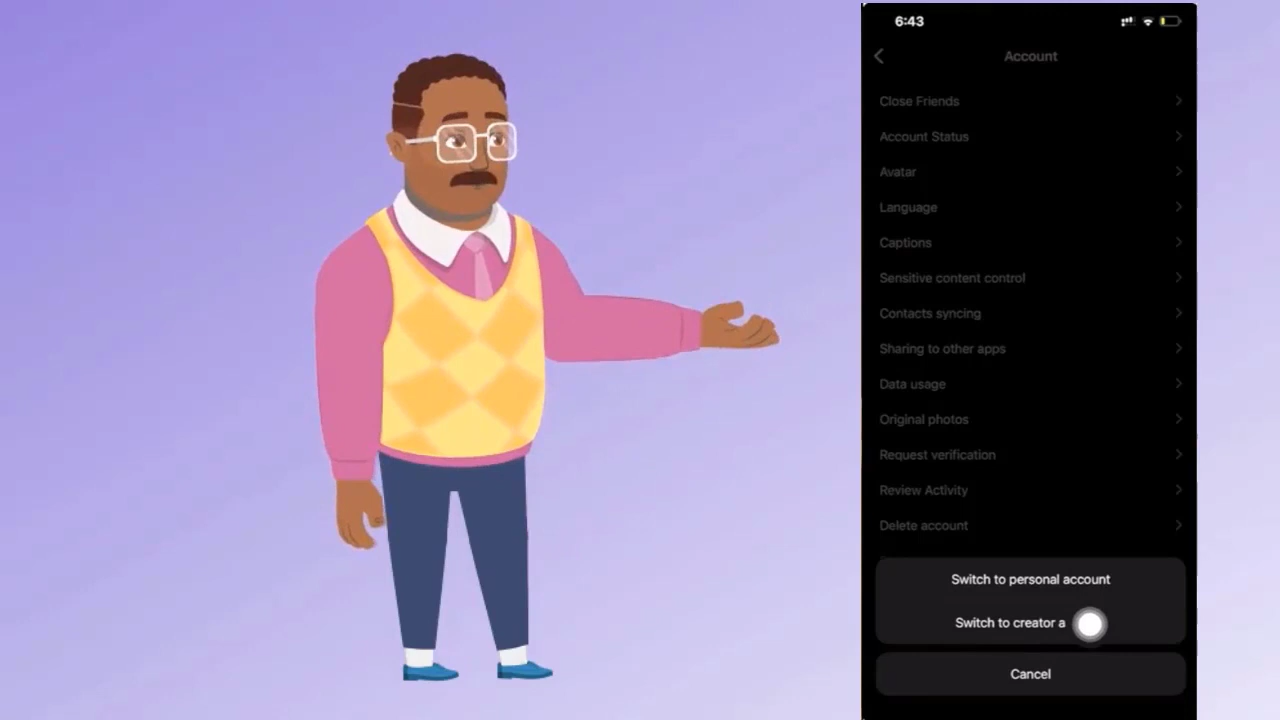 6:43
Account
Close Friends
Account Status
Avatar
Language
Captions
Sensitive content control
Contacts syncing
Sharing to other apps
Data usage
Original photos
Request verification
Review Activity
Delete account
Switch to personal account
Switch to creator a
Cancel